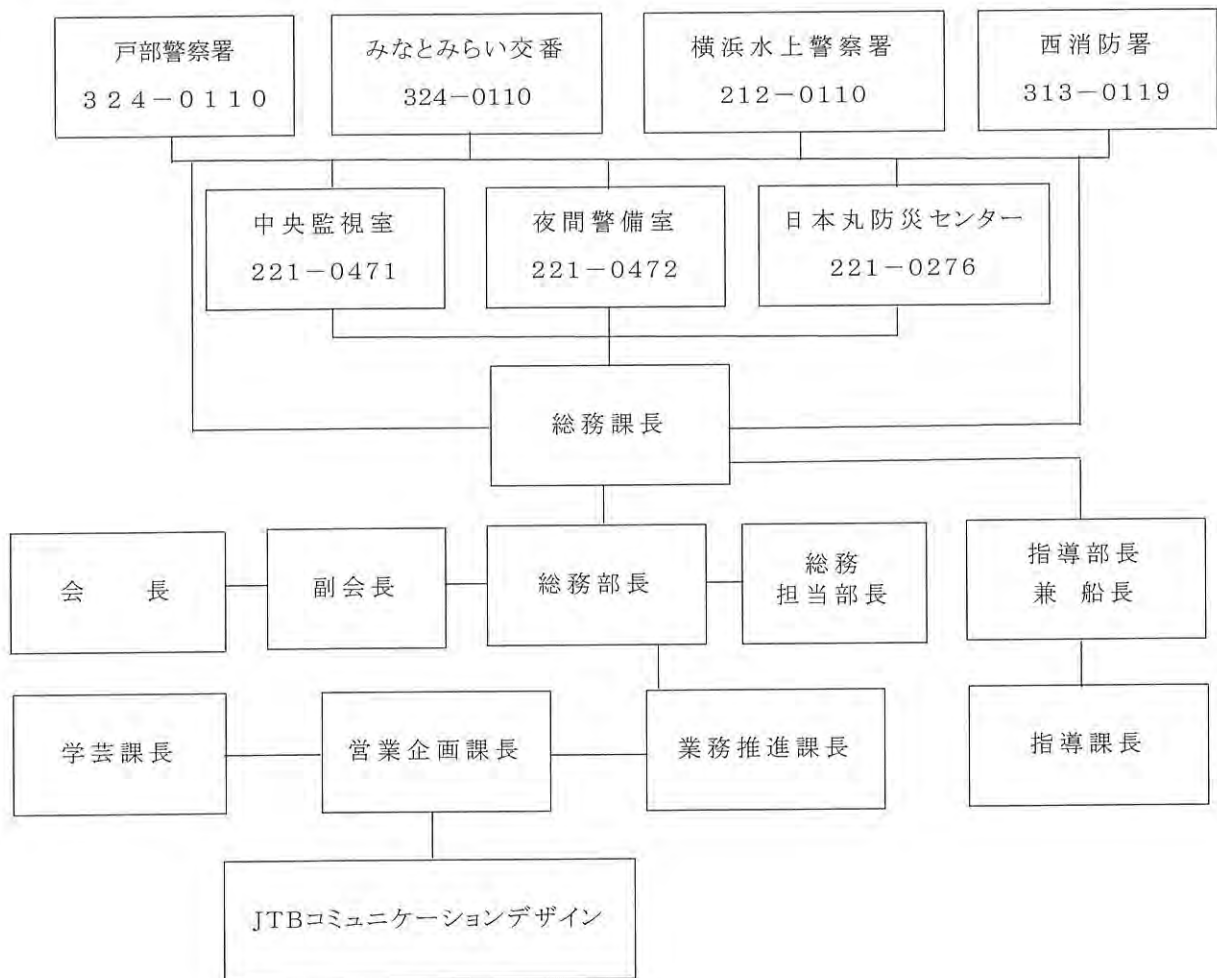 戸部警察署
324-0110
みなとみらい交番
324-0110
横浜水上警察署
212-0110
西消防署
313-0119
中央監視室
221-0471
夜間警備室
221-0472
日本丸防災センター
221-0276
総務課長
会　長
副会長
総務部長
総務
担当部長
指導部長
兼 船長
学芸課長
営業企画課長
業務推進課長
指導課長
JTBコミュニケーションデザイン